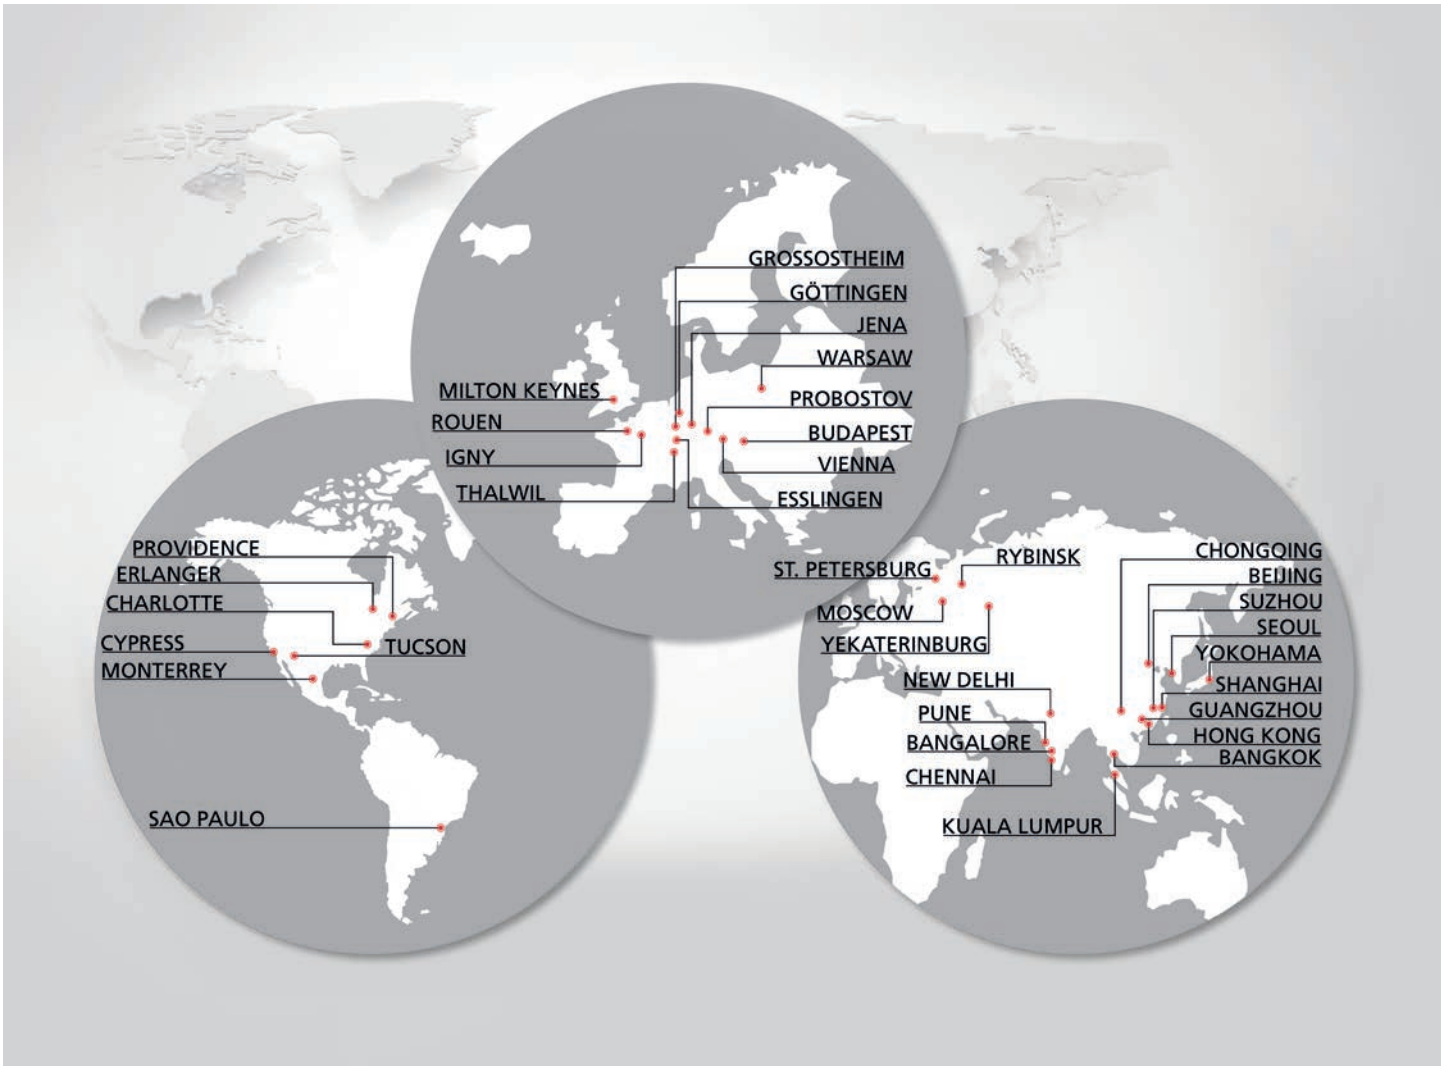 GROSSOSTHEIM
GÖTTINGEN
JENA
WARSAW
MILTON KEYNES
PROBOSTOV
ROUEN
BUDAPEST
IGNY
VIENNA
THALWIL
ESSLINGEN
PROVIDENCE
ERLANGER
CHARLOTTE
CYPRESS
TUCSON
MONTERREY
SAO PAULO
ST. PETERSBURG
RYBINSK
MOSCOW
YEKATERINBURG
NEW DELHI
PUNE
BANGALORE
CHENNAI
KUALA LUMPUR
CHONGQING
BEIJING
SUZHOU
SEOUL
YOKOHAMA
SHANGHAI
GUANGZHOU
HONG KONG
BANGKOK